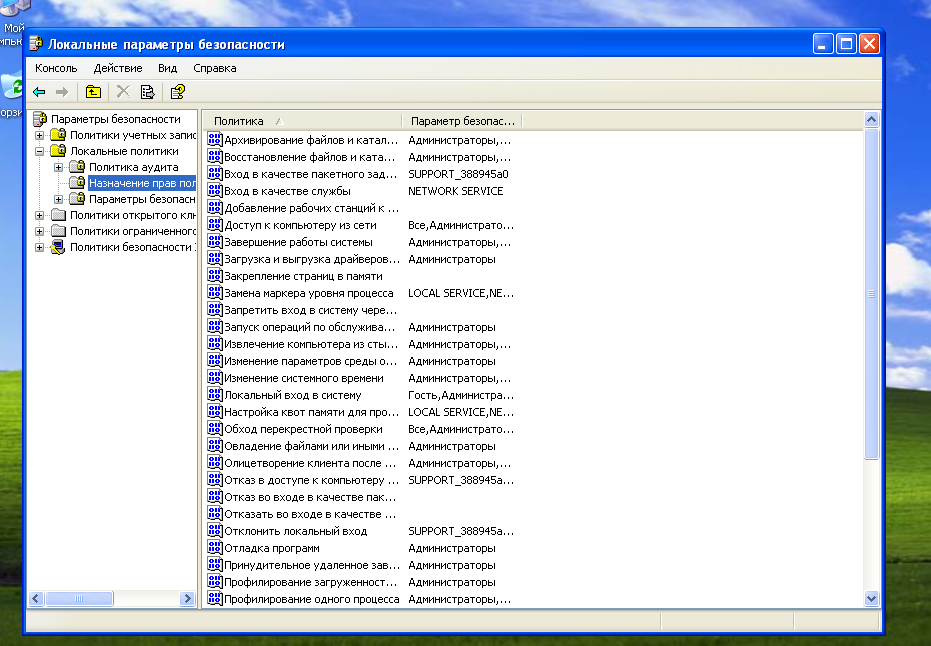 Мой
Локальные параметры безопасности
Консоль Действие Вид Справка
Параметры безопасности
Политики учетных запис
Локальные политики
Политика аудита
Назначение прав пол
Параметры безопасн
Политики открытого клю
Политики ограниченного
Политики безопасности
Политика Параметр безопас...
Архивирование файлов и катал... Администраторы,...
Восстановление файлов и ката... Администраторы,...
Вход в качестве пакетного зад... SUPPORT_388945a0
Вход в качестве службы NETWORK SERVICE
Добавление рабочих станций к ...
Доступ к компьютеру из сети Все,Администрато...
Завершение работы системы Администраторы,...
Загрузка и выгрузка драйверов... Администраторы
Закрепление страниц в памяти
Замена маркера уровня процесса LOCAL SERVICE,NE...
Запретить вход в систему чере...
Запуск операций по обслужива... Администраторы
Извлечение компьютера из сты... Администраторы,...
Изменение параметров среды о... Администраторы
Изменение системного времени Администраторы,...
Локальный вход в систему Гость,Администра...
Настройка квот памяти для про... LOCAL SERVICE,NE...
Обход перекрестной проверки Все,Администрато...
Овладение файлами или иными ... Администраторы
Олицетворение клиента после ... Администраторы,...
Отказ в доступе к компьютеру ... SUPPORT_388945a...
Отказ во входе в качестве пак...
Отказать во входе в качестве ...
Отклонить локальный вход SUPPORT_388945a...
Отладка программ Администраторы
Принудительное удаленное зав... Администраторы
Профилирование загруженност... Администраторы
Профилирование одного процесса Администраторы,...